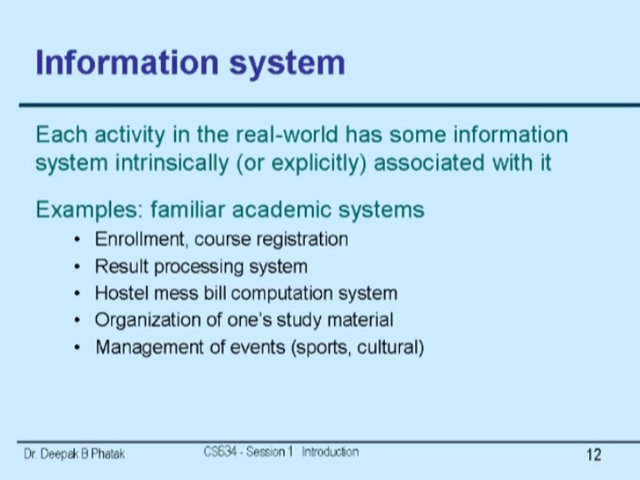 Information system
Each activity in the real-world has some information
system intrinsically (or explicitly) associated with it
Examples: familiar academic systems
• Enrollment, course registration
• Result processing system
• Hostel mess bill computation system
• Organization of one's study material
• Management of events (sports, cultural)
Dr. Deepak B Phatak CS634 - Session 1 Introduction 12